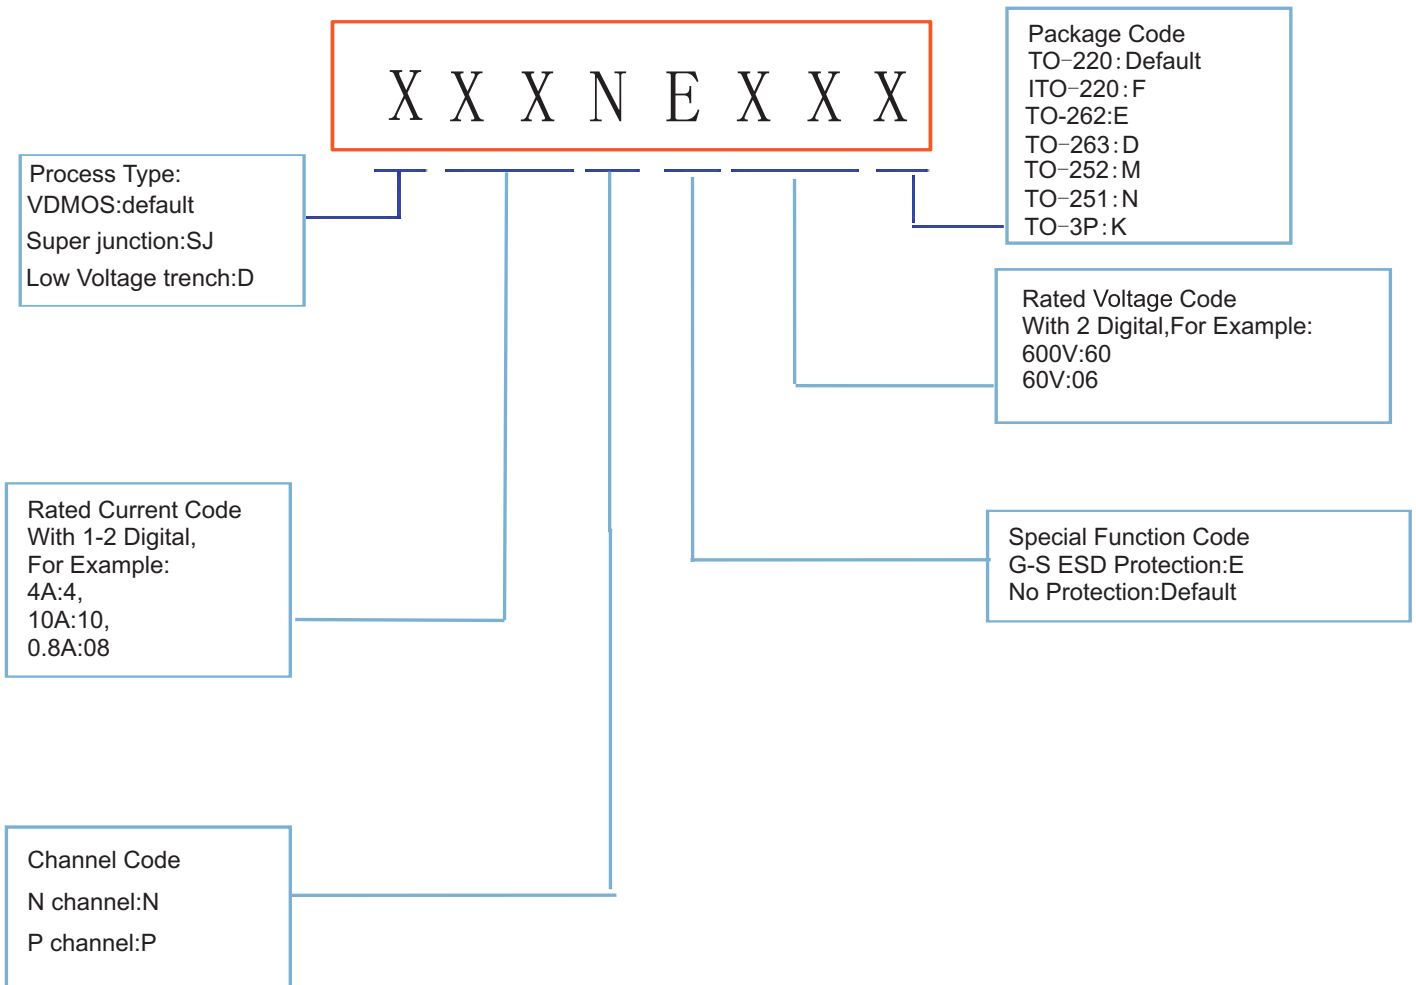 X X X N E X X X
Package Code
TO-220:Default
ITO-220:F
TO-262:E
TO-263:D
TO-252:M
TO-251:N
TO-3P:K
Process Type:
VDMOS:default
Super junction:SJ
Low Voltage trench:D
Rated Voltage Code
With 2 Digital,For Example:
600V:60
60V:06
Rated Current Code
With 1-2 Digital,
For Example:
4A:4,
10A:10,
0.8A:08
Special Function Code
G-S ESD Protection:E
No Protection:Default
Channel Code
N channel:N
P channel:P